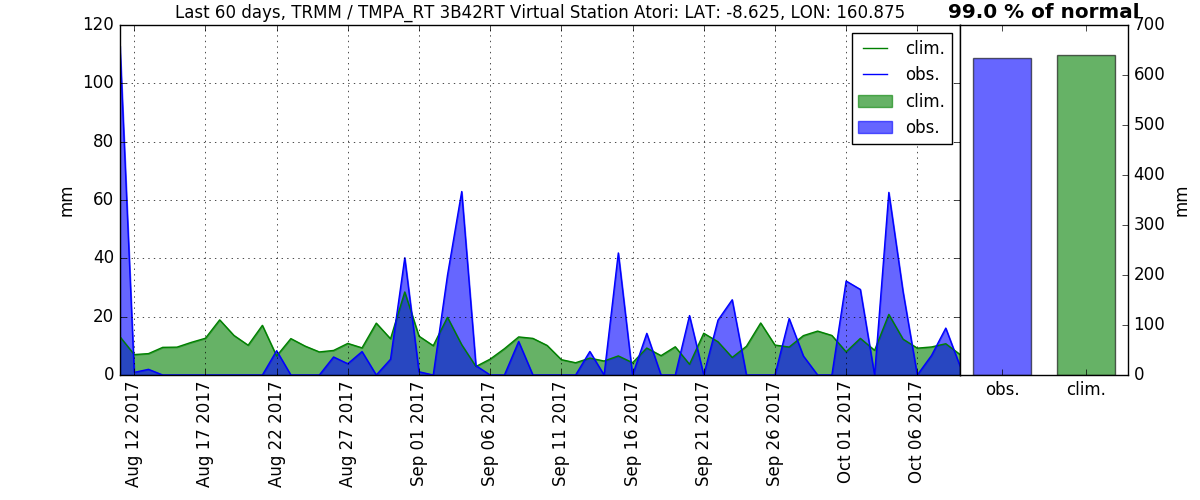 Last 60 days, TRMM / TMPA_RT 3B42RT Virtual Station Atori: LAT: -8.625, LON: 160.875
99.0 % of normal
120
100
80
60
40
20
0
mm
clim.
obs.
clim.
obs.
700
600
500
400
300
200
100
0
mm
obs.
clim.
Aug 12 2017
Aug 17 2017
Aug 22 2017
Aug 27 2017
Sep 01 2017
Sep 06 2017
Sep 11 2017
Sep 16 2017
Sep 21 2017
Sep 26 2017
Oct 01 2017
Oct 06 2017